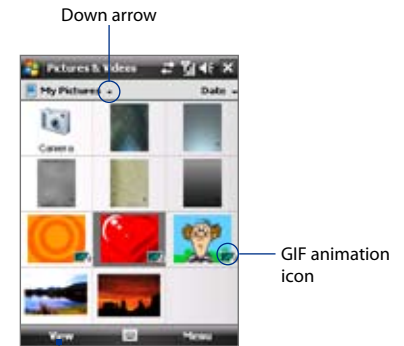 Down arrow
Pictures & Videos
My Pictures
Date
Camera
GIF animation
icon
View
Menu